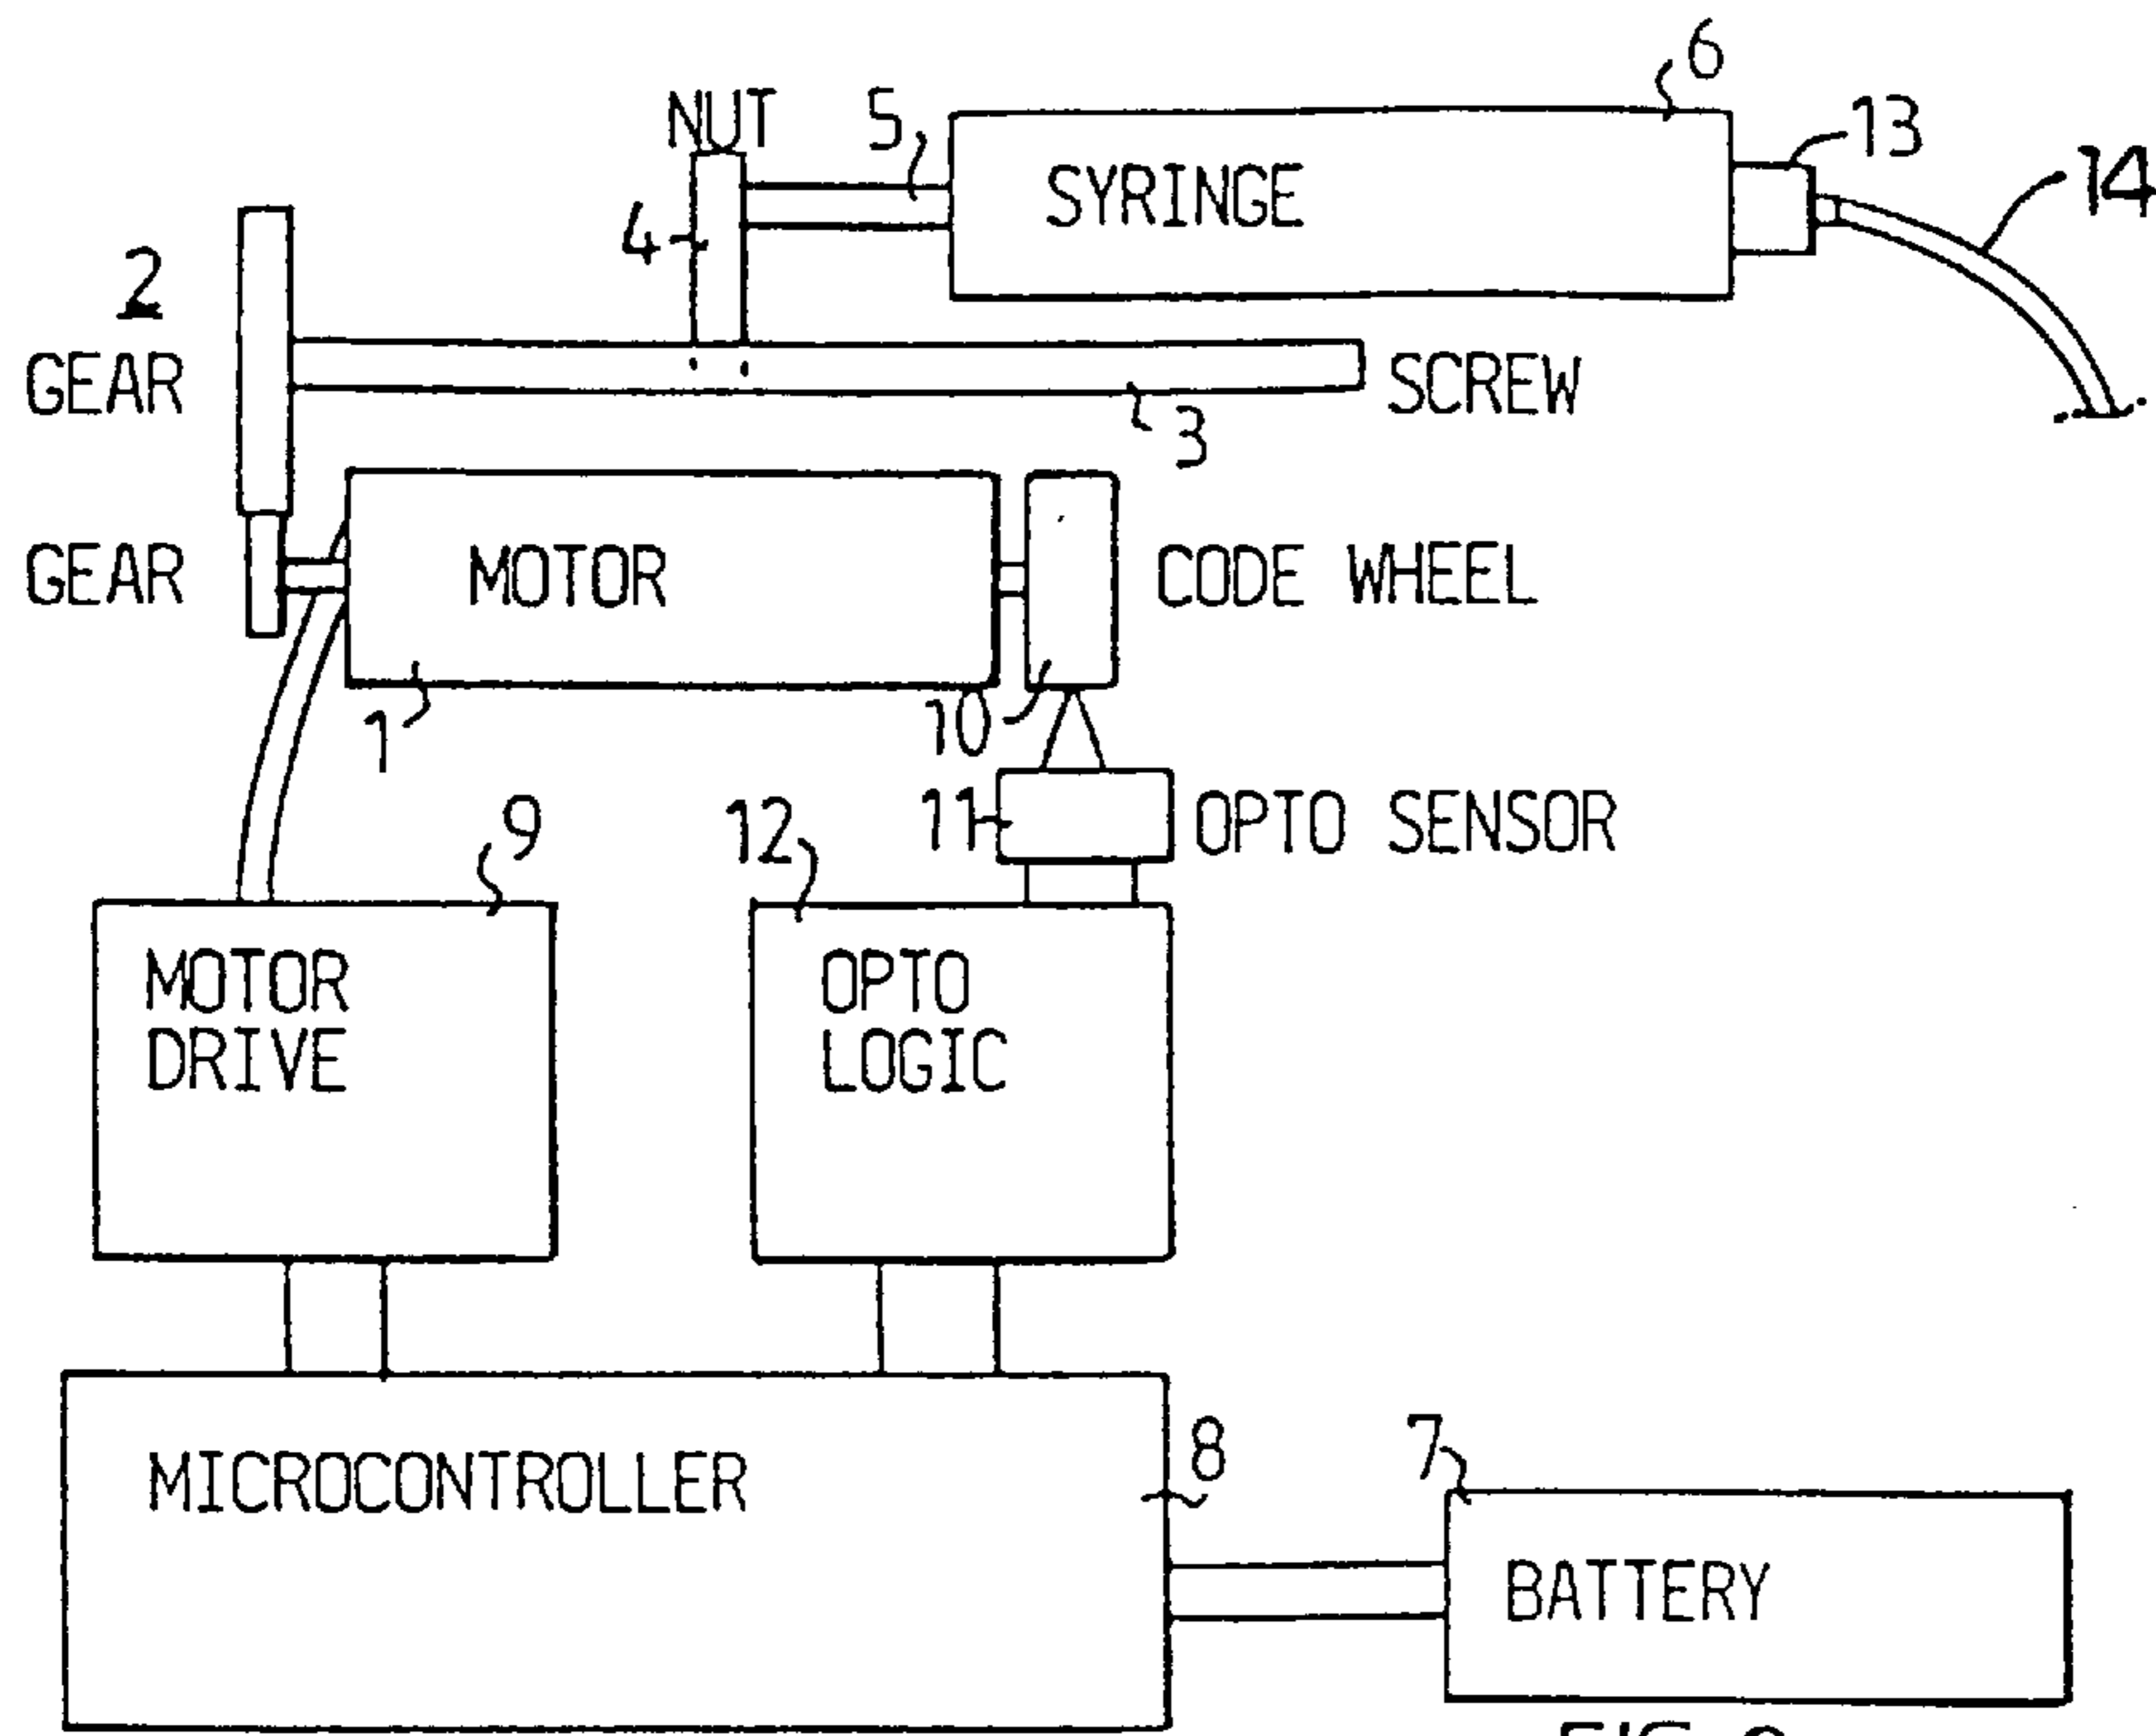 6
NUT
5
13
SYRINGE
14
4
2
GEAR
SCREW
3
GEAR
MOTOR
CODE WHEEL
1
10
9
12
11
OPTO SENSOR
MOTOR
DRIVE
OPTO
LOGIC
8
7
MICROCONTROLLER
BATTERY